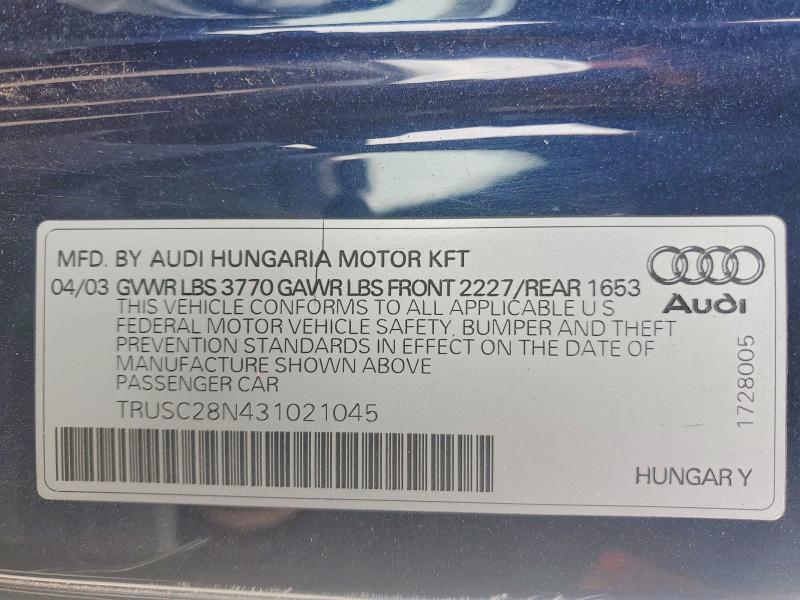 MFD. BY AUDI HUNGARIA MOTOR KFT
04/03 GVWR LBS 3770 GAWR LBS FRONT 2227/REAR 1653
THIS VEHICLE CONFORMS TO ALL APPLICABLE U S
FEDERAL MOTOR VEHICLE SAFETY, BUMPER AND THEFT
PREVENTION STANDARDS IN EFFECT ON THE DATE OF
MANUFACTURE SHOWN ABOVE
PASSENGER CAR
TRUSC28N431021045
Audi
1728005
HUNGARY